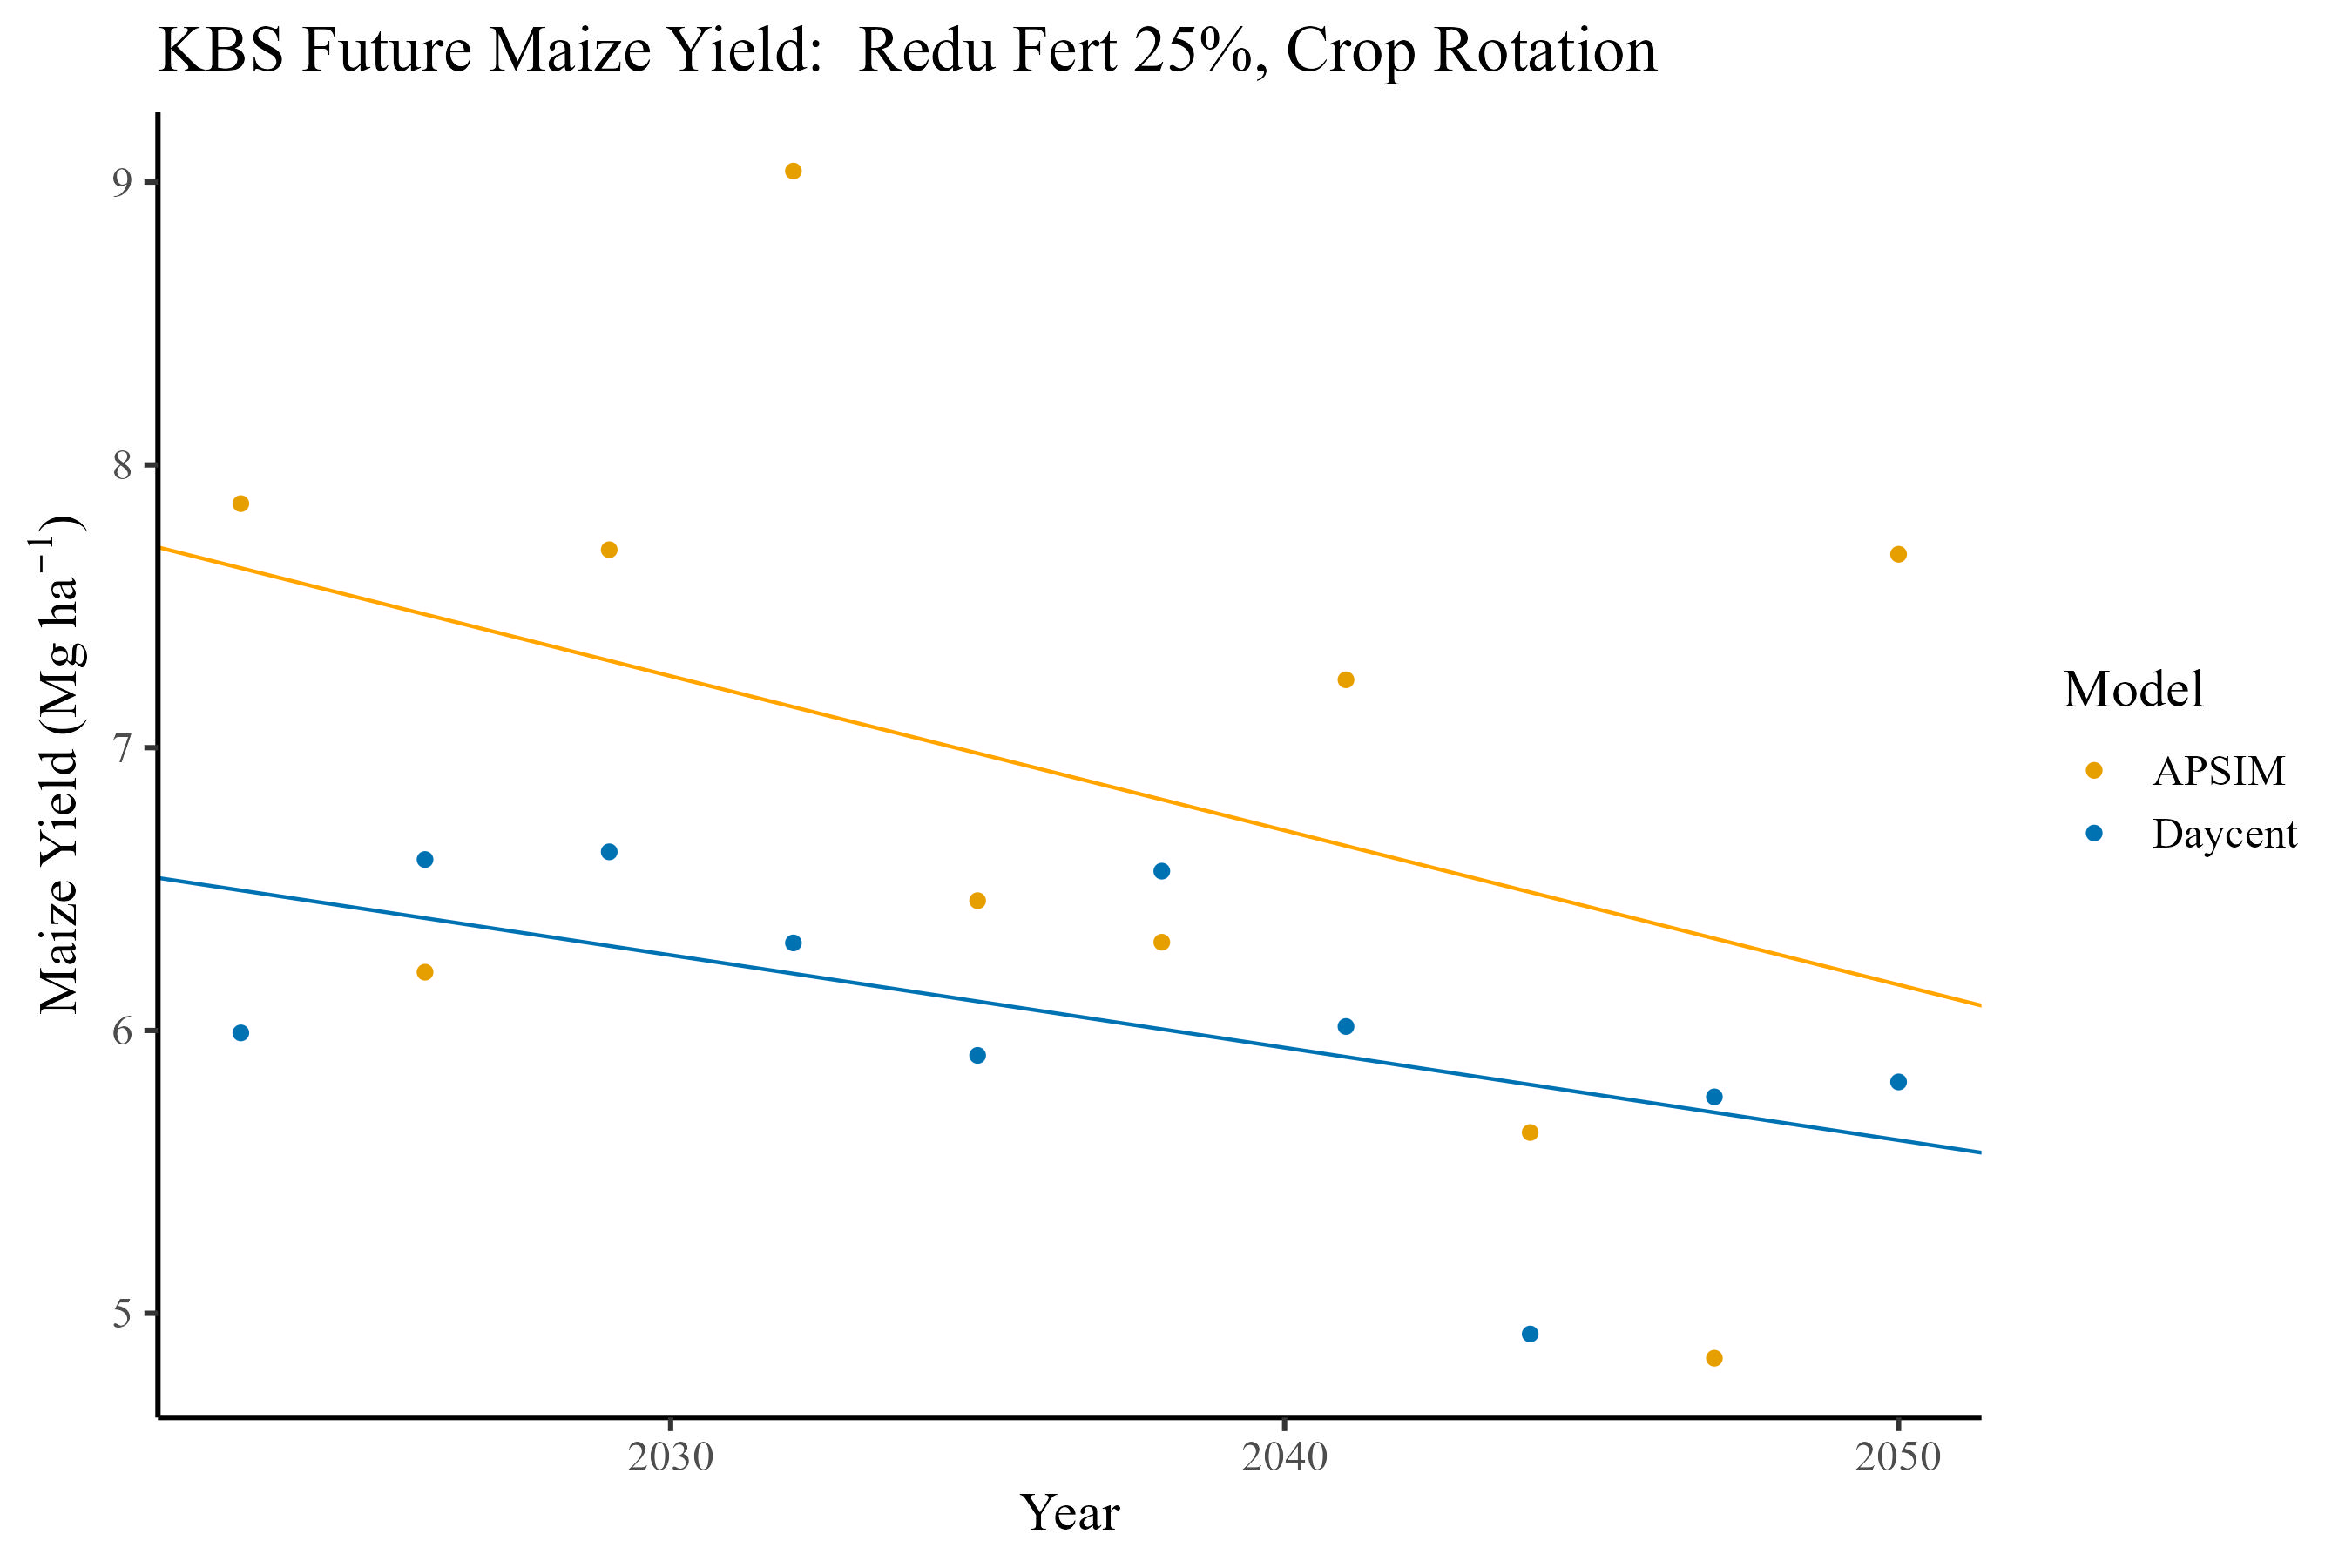 KBS Future Maize Yield:  Redu Fert 25%, Crop Rotation
Maize Yield (Mg ha⁻¹)
9
8
7
6
5
2030 2040 2050
Year
Model
APSIM
Daycent